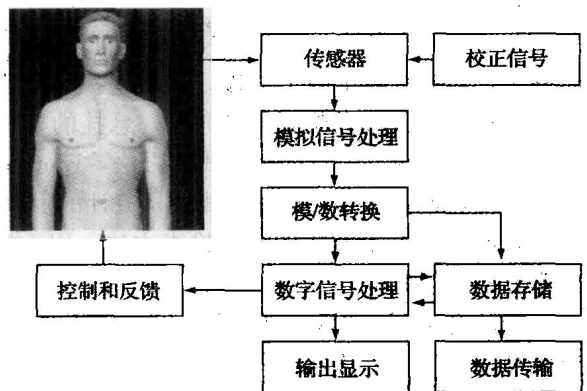 传感器
校正信号
模拟信号处理
模/数转换
控制和反馈
数字信号处理
数据存储
输出显示
数据传输